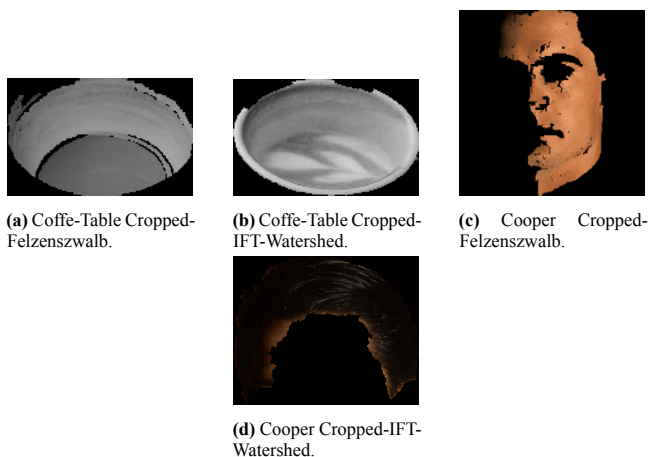 (a) Coffe-Table Cropped-
Felzenszwalb.
(b) Coffe-Table Cropped-
IFT-Watershed.
(c) Cooper Cropped-
Felzenszwalb.
(d) Cooper Cropped-IFT-
Watershed.